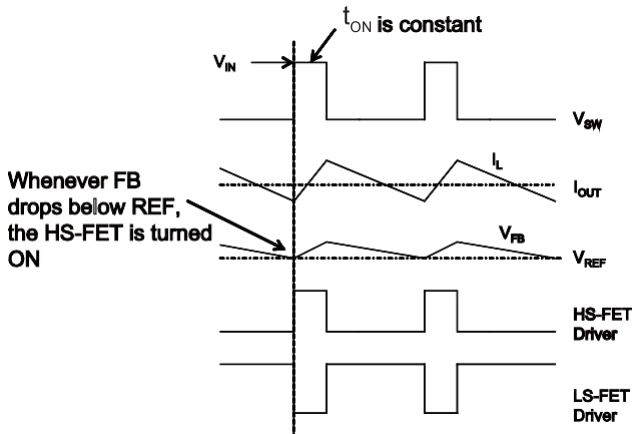 tON is constant
VIN
VSW
IL
IOUT
Whenever FB
drops below REF,
the HS-FET is turned
ON
VFB
VREF
HS-FET
Driver
LS-FET
Driver